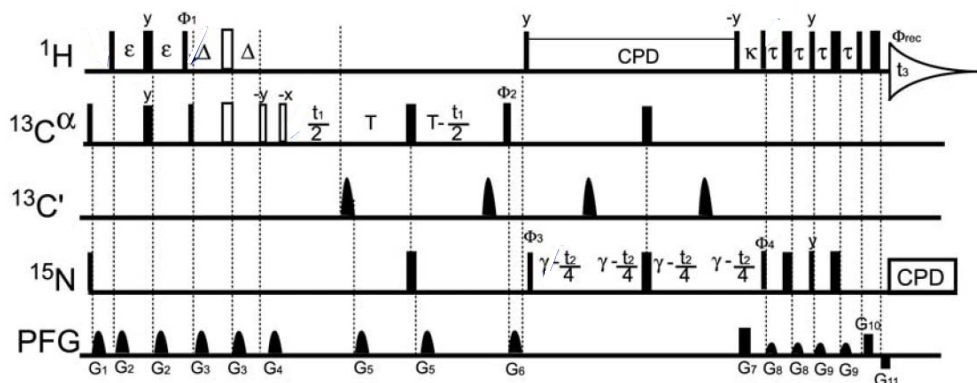 y Φ1 y -y y Φrec
¹H ε ε Δ Δ CPD κ τ τ τ τ t₃
y -y -x Φ2
¹³Cα t₁/2 T T-t₁/2
¹³C'
Φ3 Φ4 y
¹⁵N γ-t₂/4 γ-t₂/4 γ-t₂/4 γ-t₂/4 CPD
PFG G10
G1 G2 G2 G3 G3 G4 G5 G5 G6 G7 G8 G8 G9 G9 G11